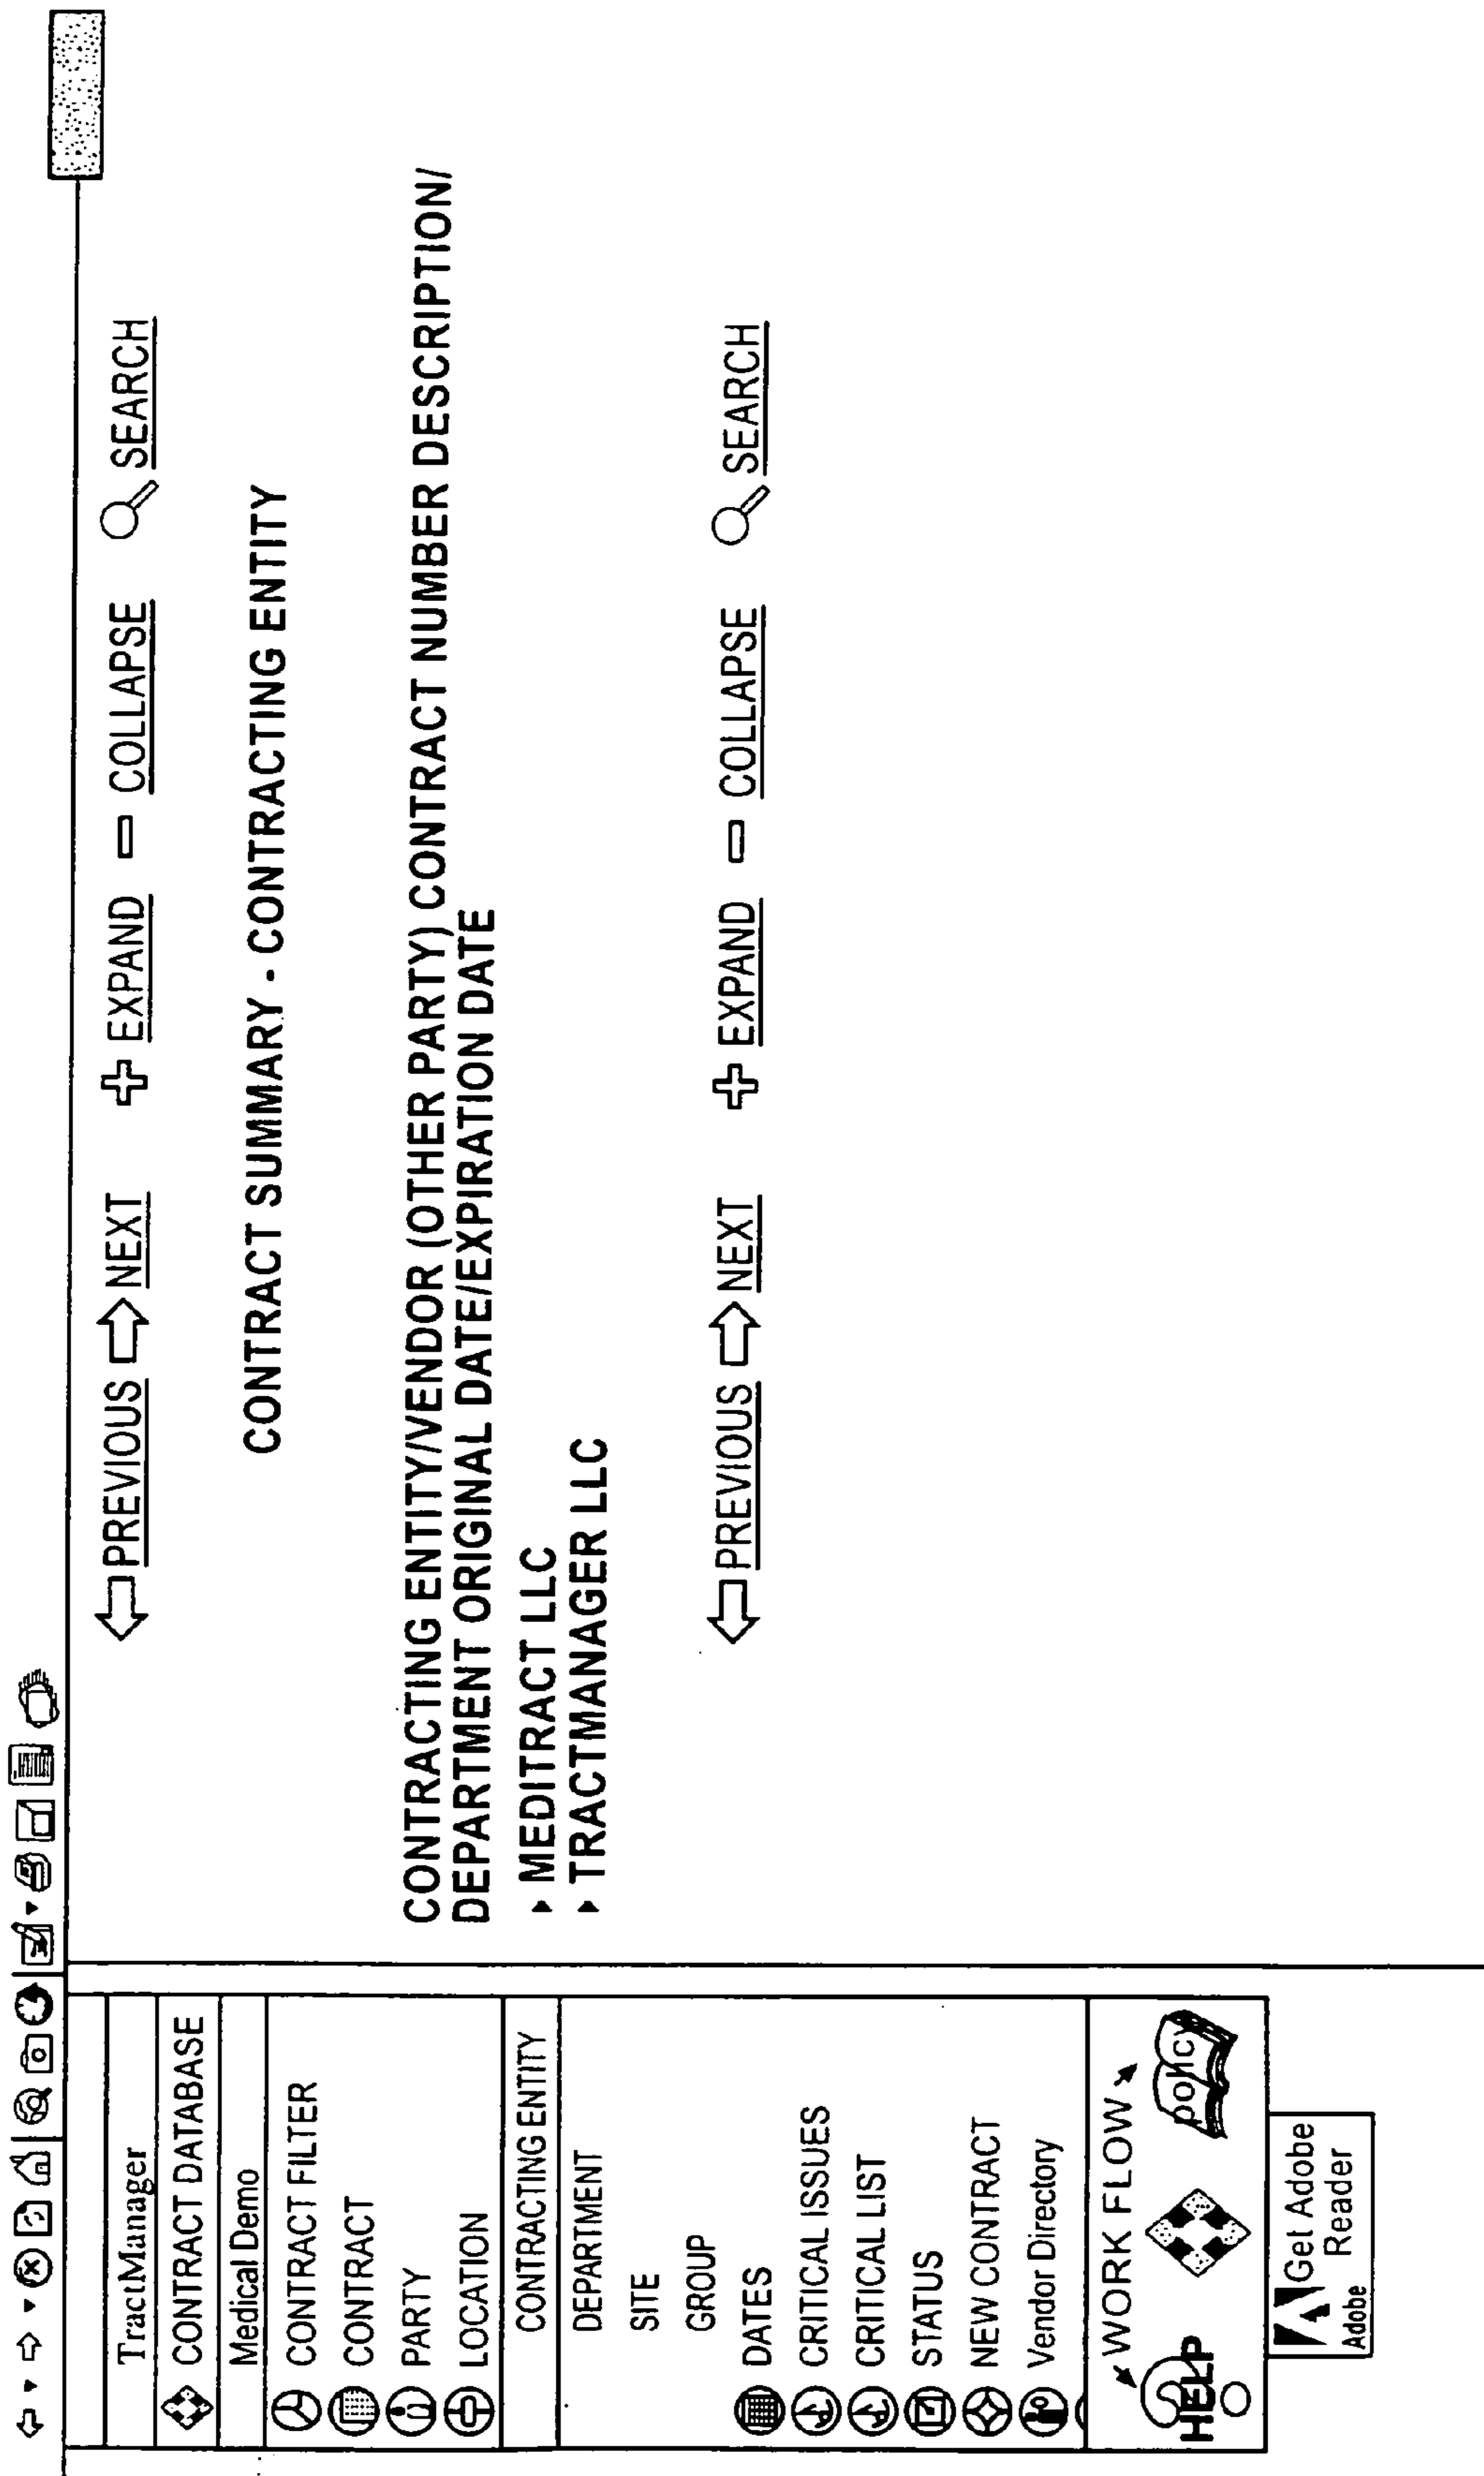 TractManager
CONTRACT DATABASE
Medical Demo
CONTRACT FILTER
CONTRACT
PARTY
LOCATION
CONTRACTING ENTITY
DEPARTMENT
SITE
GROUP
DATES
CRITICAL ISSUES
CRITICAL LIST
STATUS
NEW CONTRACT
Vendor Directory
WORK FLOW
HELP
policy
Adobe
Get Adobe
Reader
PREVIOUS NEXT EXPAND COLLAPSE SEARCH
CONTRACT SUMMARY - CONTRACTING ENTITY
CONTRACTING ENTITY/VENDOR (OTHER PARTY) CONTRACT NUMBER DESCRIPTION/
DEPARTMENT ORIGINAL DATE/EXPIRATION DATE
MEDITRACT LLC
TRACTMANAGER LLC
PREVIOUS NEXT EXPAND COLLAPSE SEARCH